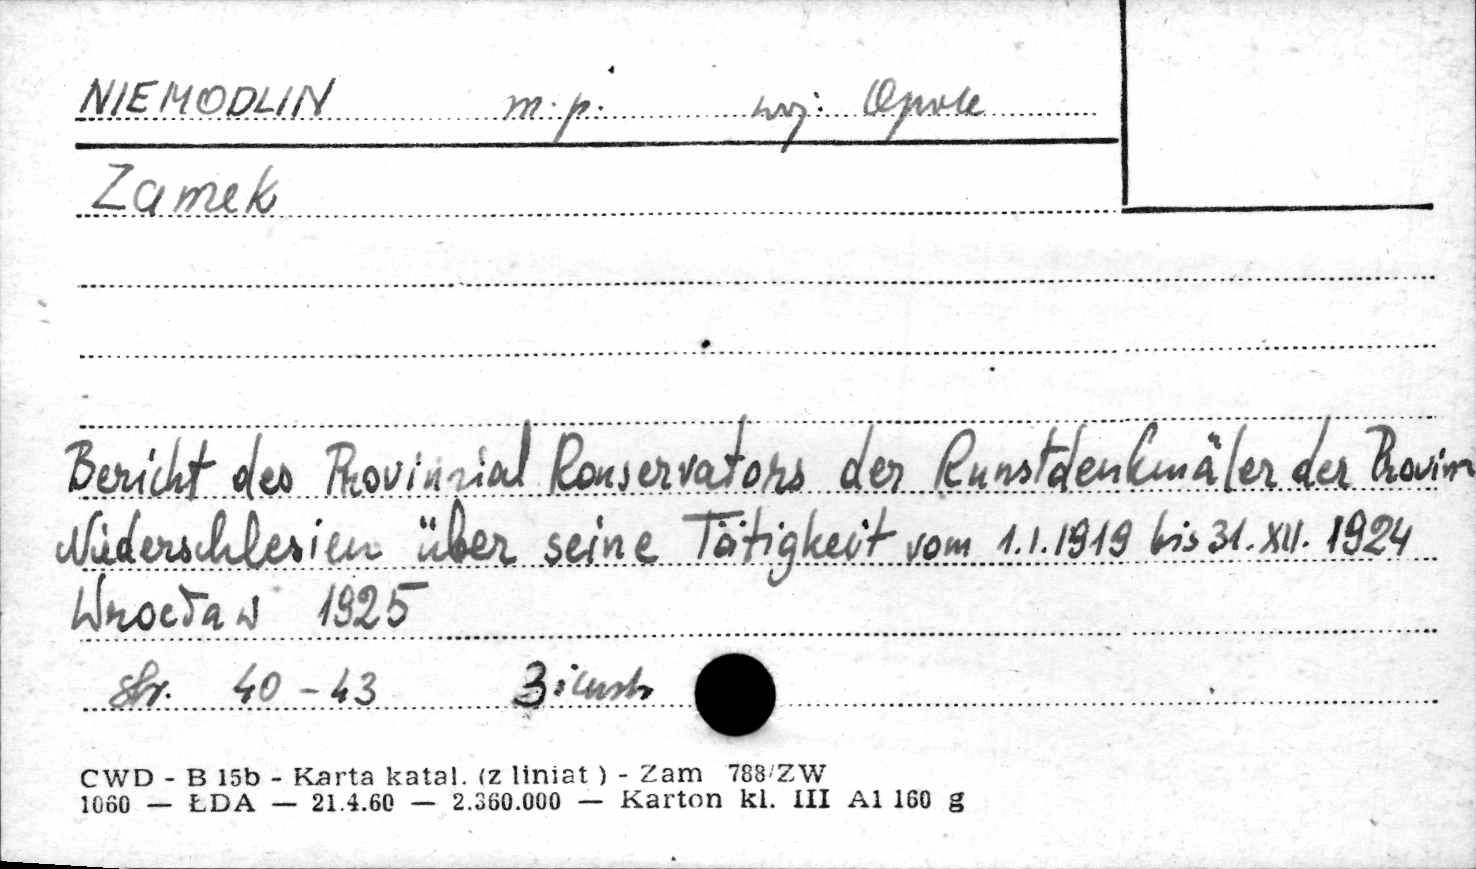 NIEMODLIN m. p. woj. Opole
Zamek
Bericht des Provinzial Konservators der Kunstdenkmäler der Provinz
Niederschlesien über seine Tätigkeit vom 1.I.1919 bis 31.XII.1924
Wrocław 1925
str. 40-43 3 ilustr
CWD - B 15b - Karta katal. (z liniat ) - Zam 788/ZW
1060 — ŁDA — 21.4.60 — 2.360.000 — Karton kl. III A1 160 g